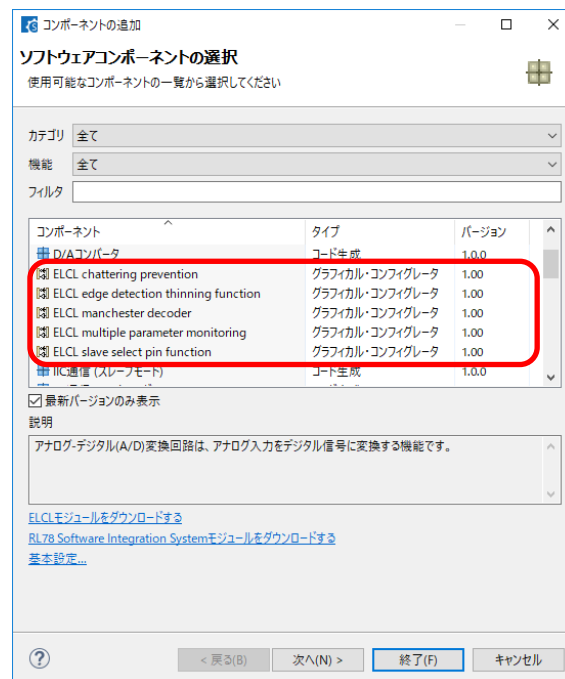 コンポーネントの追加
ソフトウェアコンポーネントの選択
使用可能なコンポーネントの一覧から選択してください
カテゴリ 全て
機能 全て
フィルタ
コンポーネント タイプ バージョン
D/Aコンバータ コード生成 1.0.0
ELCL chattering prevention グラフィカル・コンフィグレータ 1.00
ELCL edge detection thinning function グラフィカル・コンフィグレータ 1.00
ELCL manchester decoder グラフィカル・コンフィグレータ 1.00
ELCL multiple parameter monitoring グラフィカル・コンフィグレータ 1.00
ELCL slave select pin function グラフィカル・コンフィグレータ 1.00
IIC通信 (スレーブモード) コード生成 1.0.0
最新バージョンのみ表示
説明
アナログ-デジタル(A/D)変換回路は、アナログ入力をデジタル信号に変換する機能です。
ELCLモジュールをダウンロードする
RL78 Software Integration Systemモジュールをダウンロードする
基本設定...
< 戻る(B) 次へ(N) > 終了(F) キャンセル